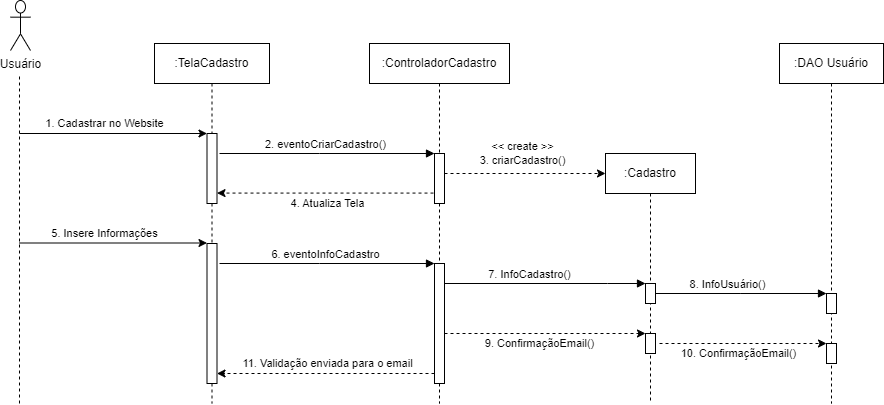 Usuário
:TelaCadastro
:ControladorCadastro
:DAO Usuário
1. Cadastrar no Website
2. eventoCriarCadastro()
<< create >>
3. criarCadastro()
:Cadastro
4. Atualiza Tela
5. Insere Informações
6. eventoInfoCadastro
7. InfoCadastro()
8. InfoUsuário()
9. ConfirmaçãoEmail()
10. ConfirmaçãoEmail()
11. Validação enviada para o email